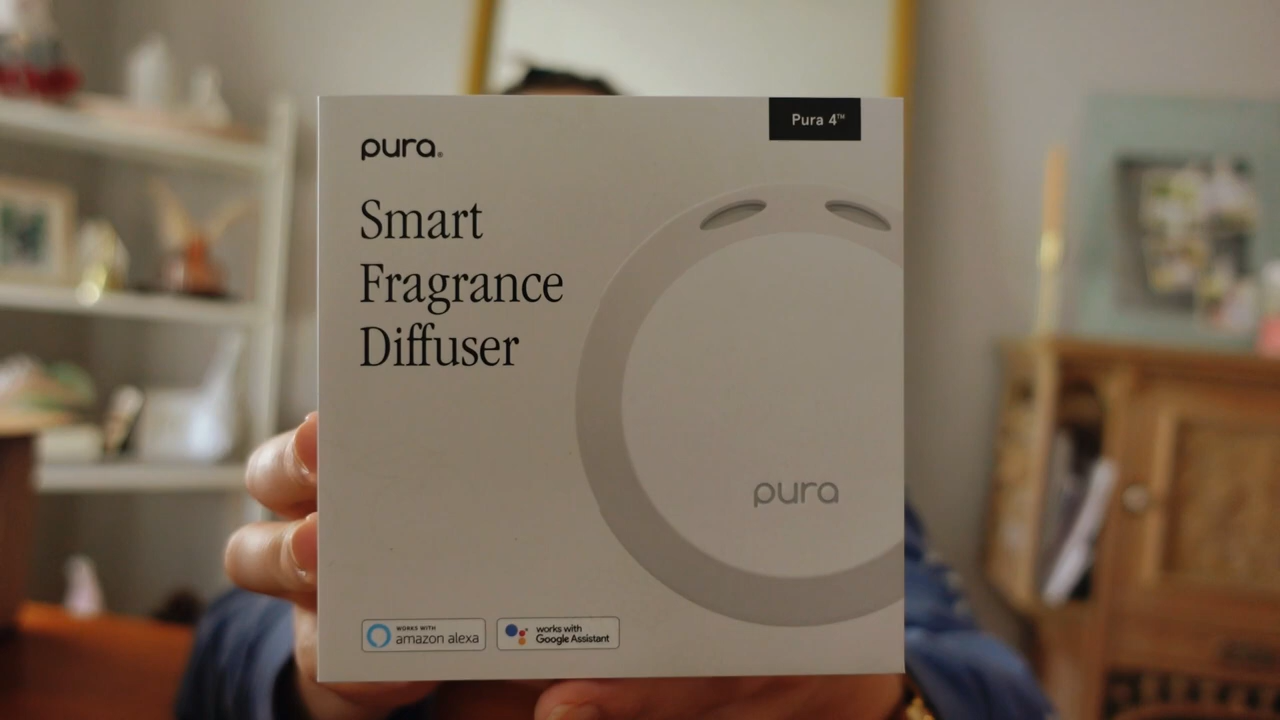 Pura 4™
pura®
Smart
Fragrance
Diffuser
pura
WORKS WITH
amazon alexa
works with
Google Assistant